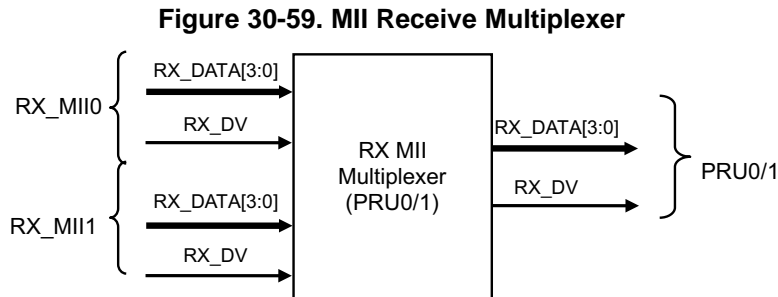 Figure 30-59. MII Receive Multiplexer
RX_MII0
RX_DATA[3:0]
RX_DV
RX_MII1
RX_DATA[3:0]
RX_DV
RX MII
Multiplexer
(PRU0/1)
RX_DATA[3:0]
RX_DV
PRU0/1